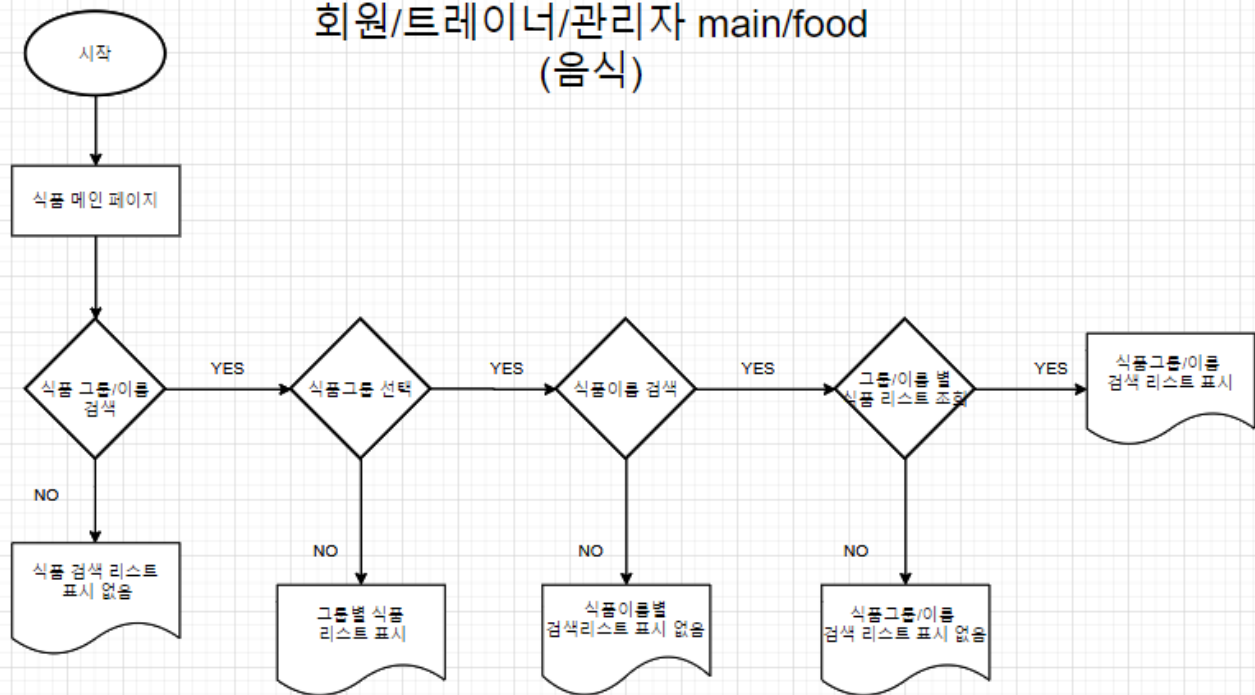 회원/트레이너/관리자 main/food
(음식)
시작
식품 메인 페이지
식품 그룹/이름
검색
YES
식품그룹 선택
YES
식품이름 검색
YES
그룹/이름 별
식품 리스트 조회
YES
식품그룹/이름
검색 리스트 표시
NO
식품 검색 리스트
표시 없음
NO
그룹별 식품
리스트 표시
NO
식품이름별
검색리스트 표시 없음
NO
식품그룹/이름
검색 리스트 표시 없음